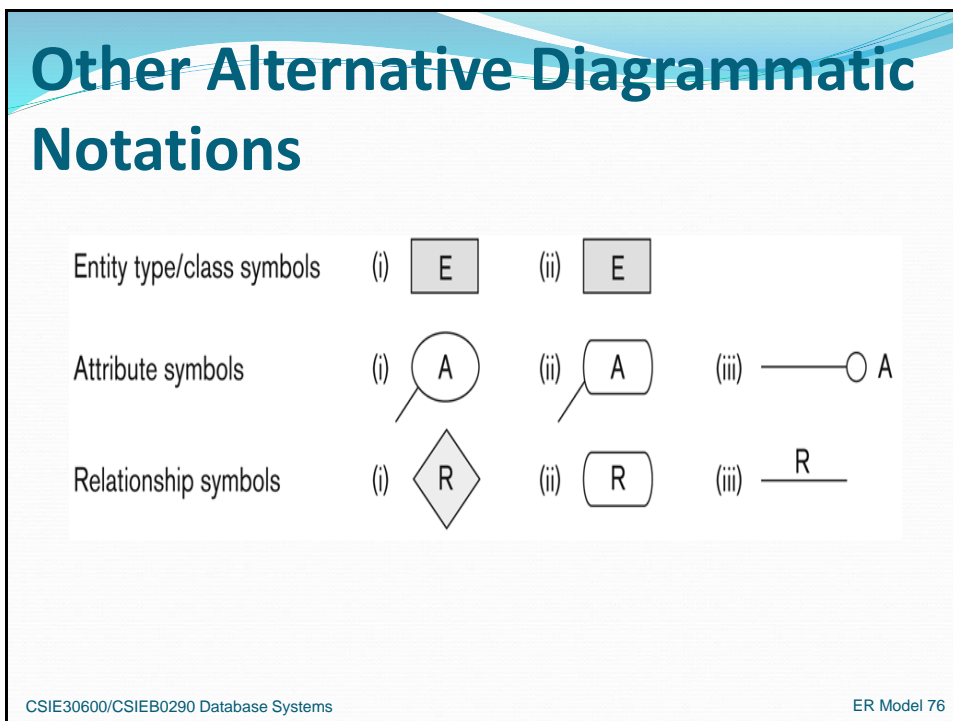 Other Alternative Diagrammatic
Notations
Entity type/class symbols (i) E (ii) E
Attribute symbols (i) A (ii) A (iii) A
Relationship symbols (i) R (ii) R (iii) R
CSIE30600/CSIEB0290 Database Systems ER Model 76